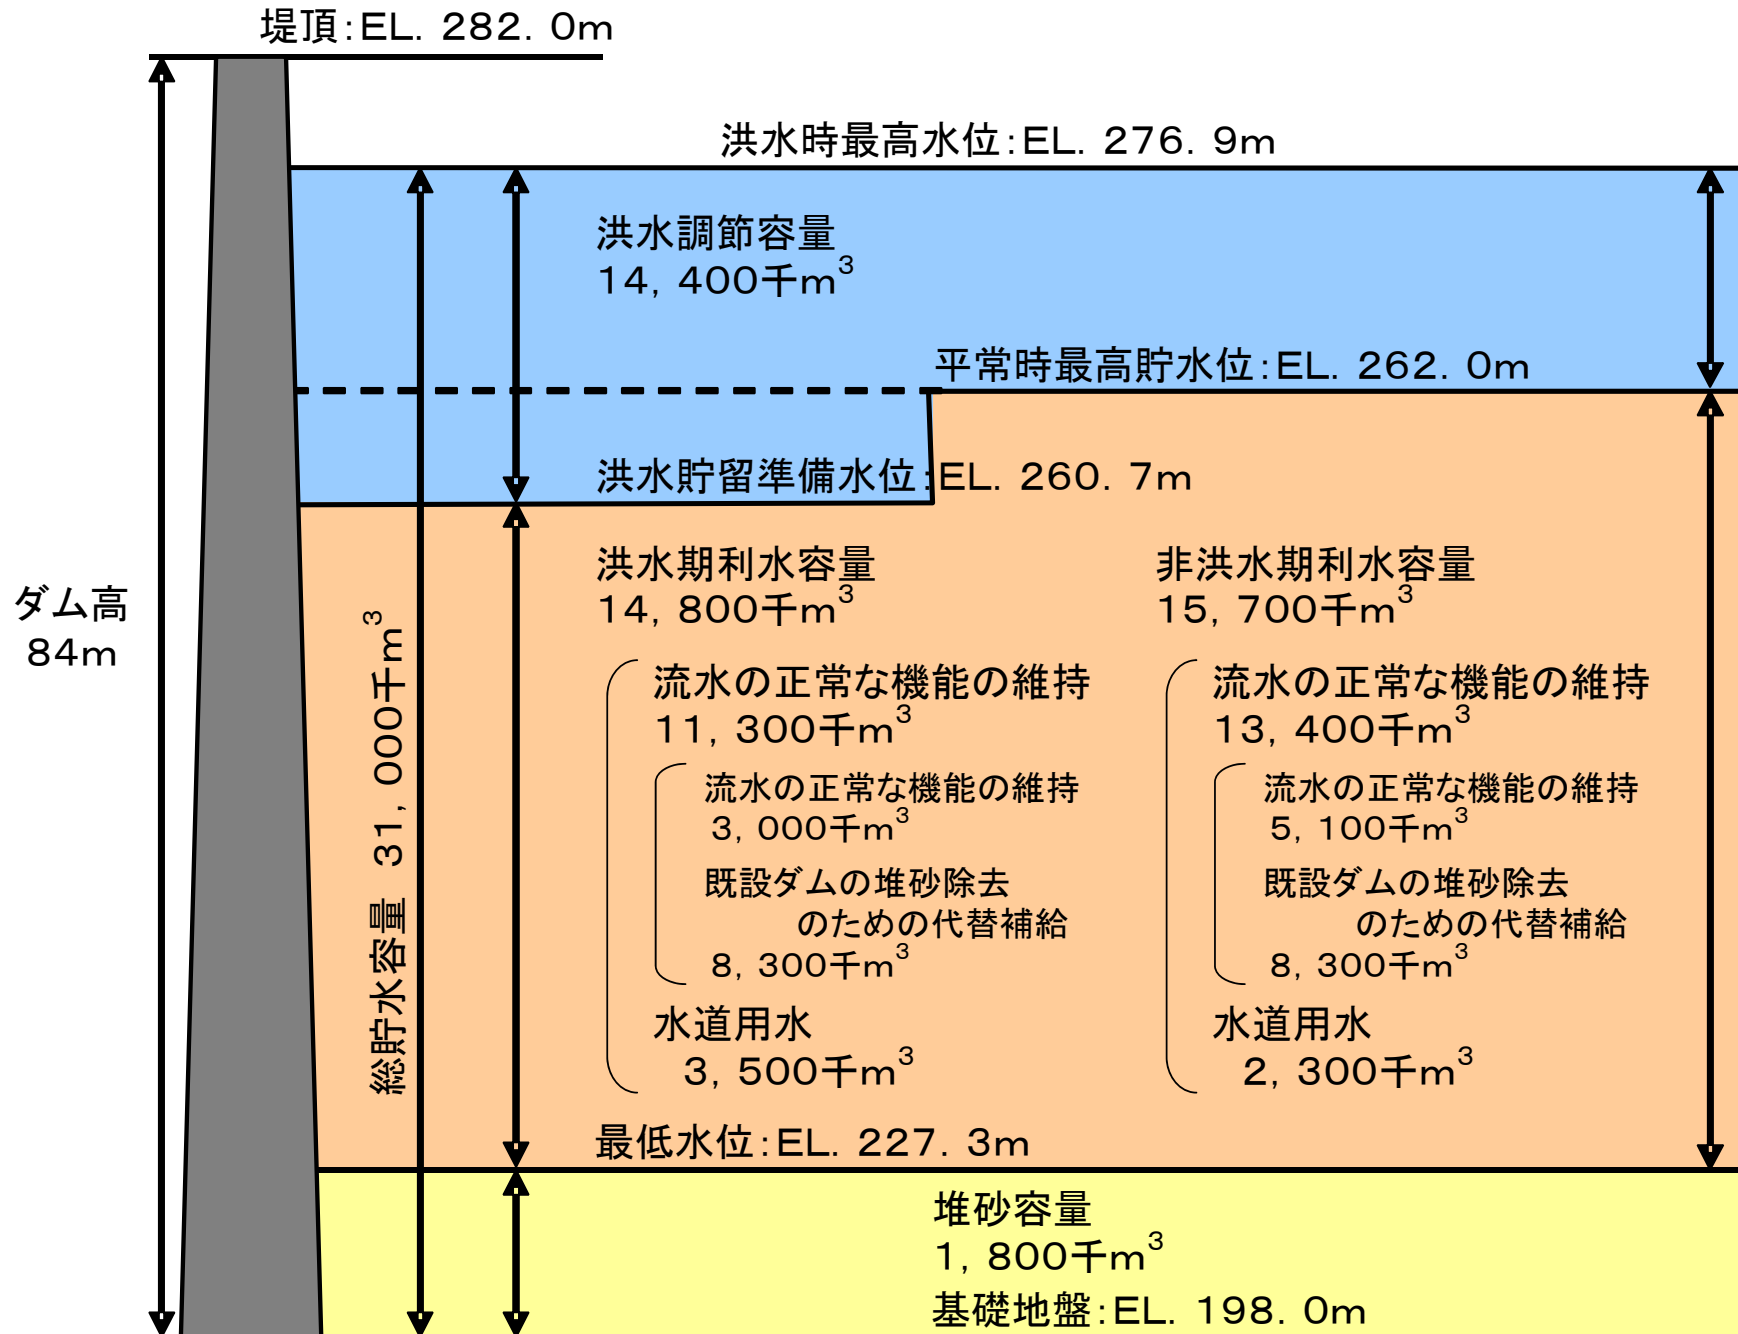 堤頂：EL. 282. 0m
洪水時最高水位：EL. 276. 9m
洪水調節容量
14, 400千m³
平常時最高貯水位：EL. 262. 0m
洪水貯留準備水位：EL. 260. 7m
ダム高
84m
総貯水容量 31, 000千m³
洪水期利水容量
14, 800千m³
流水の正常な機能の維持
11, 300千m³
流水の正常な機能の維持
3, 000千m³
既設ダムの堆砂除去
のための代替補給
8, 300千m³
水道用水
3, 500千m³
非洪水期利水容量
15, 700千m³
流水の正常な機能の維持
13, 400千m³
流水の正常な機能の維持
5, 100千m³
既設ダムの堆砂除去
のための代替補給
8, 300千m³
水道用水
2, 300千m³
最低水位：EL. 227. 3m
堆砂容量
1, 800千m³
基礎地盤：EL. 198. 0m